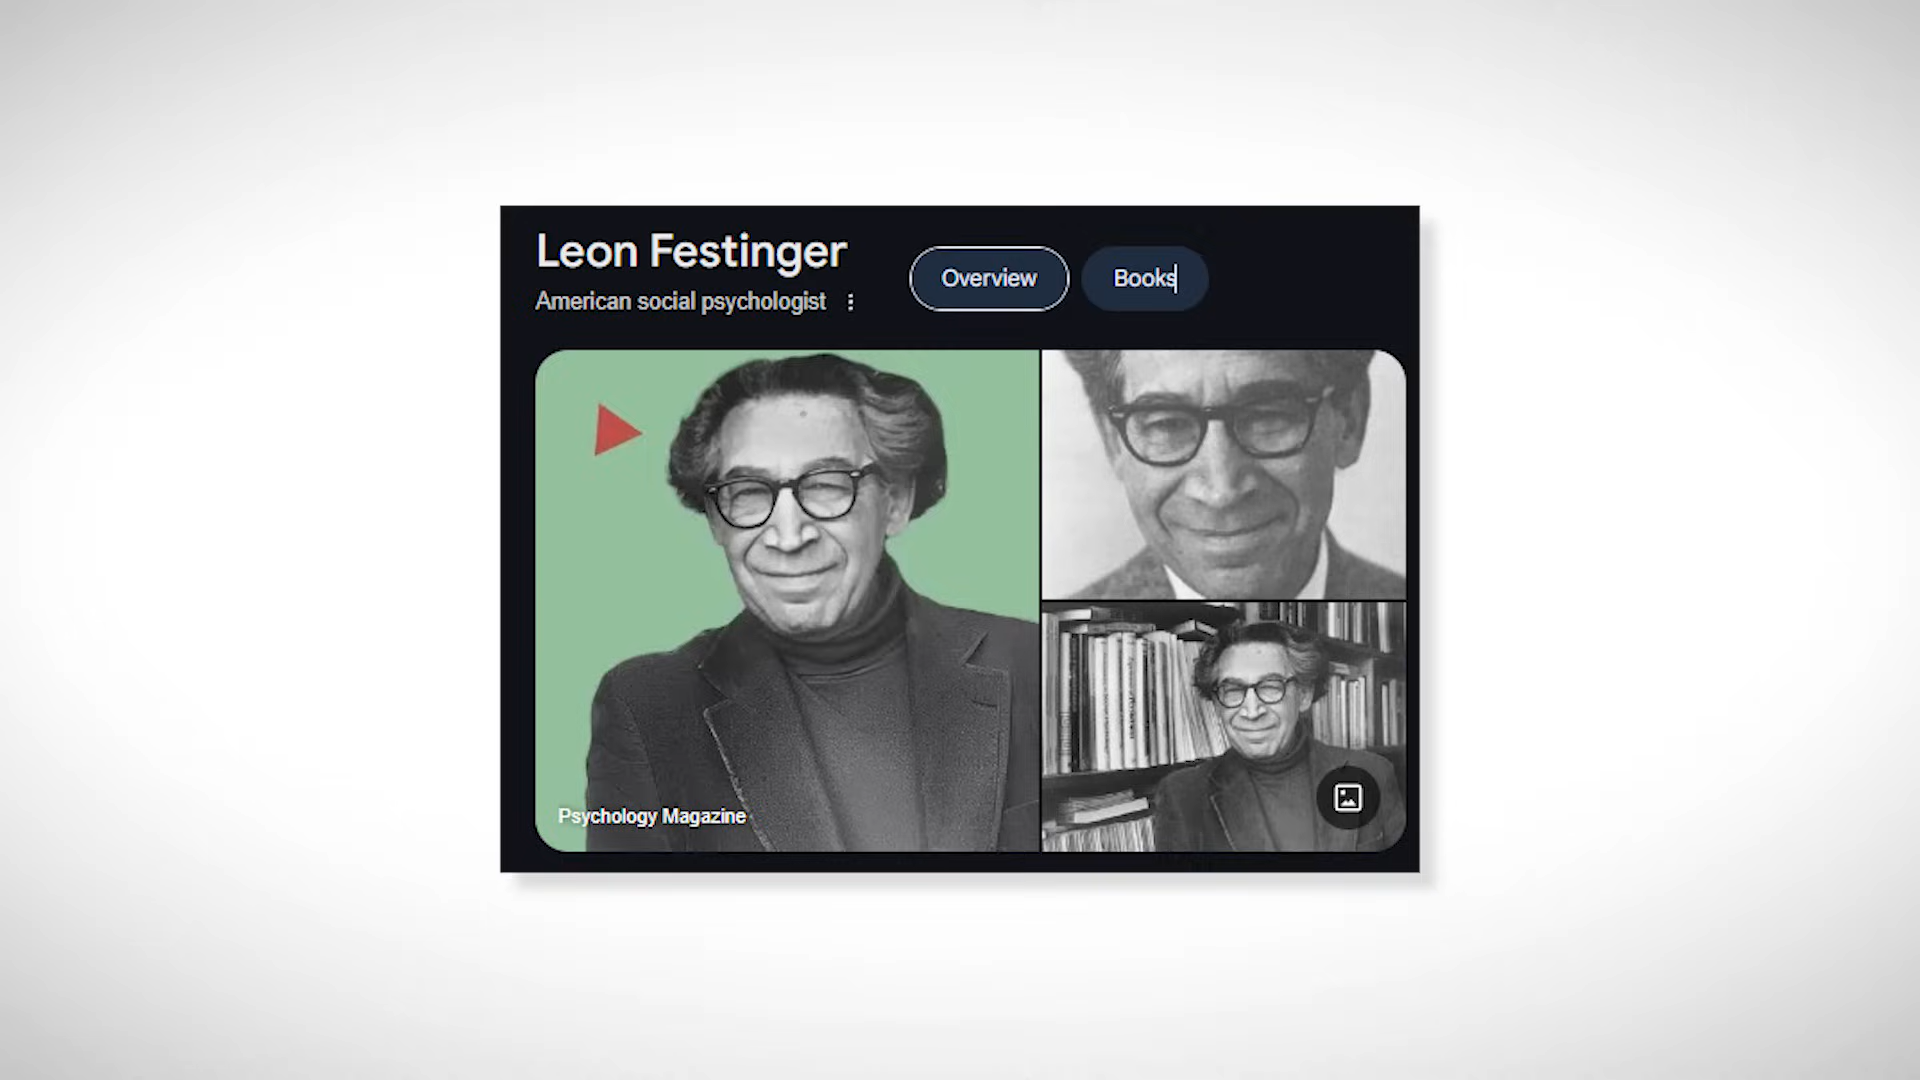 Leon Festinger
American social psychologist
Overview
Books
Psychology Magazine